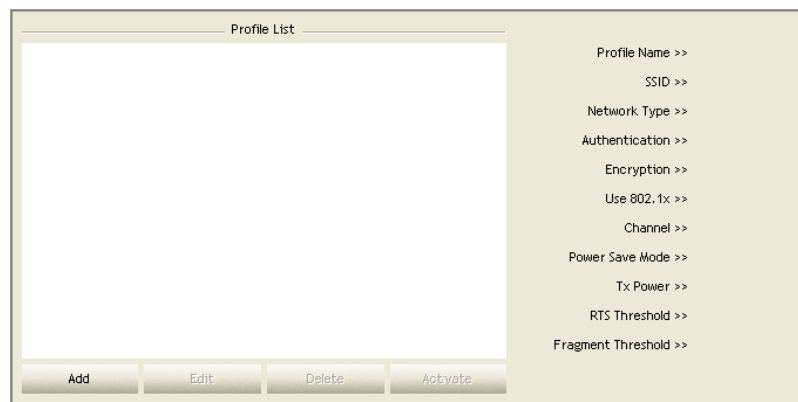 Profile List
Profile Name >>
SSID >>
Network Type >>
Authentication >>
Encryption >>
Use 802.1x >>
Channel >>
Power Save Mode >>
Tx Power >>
RTS Threshold >>
Fragment Threshold >>
Add Edit Delete Activate